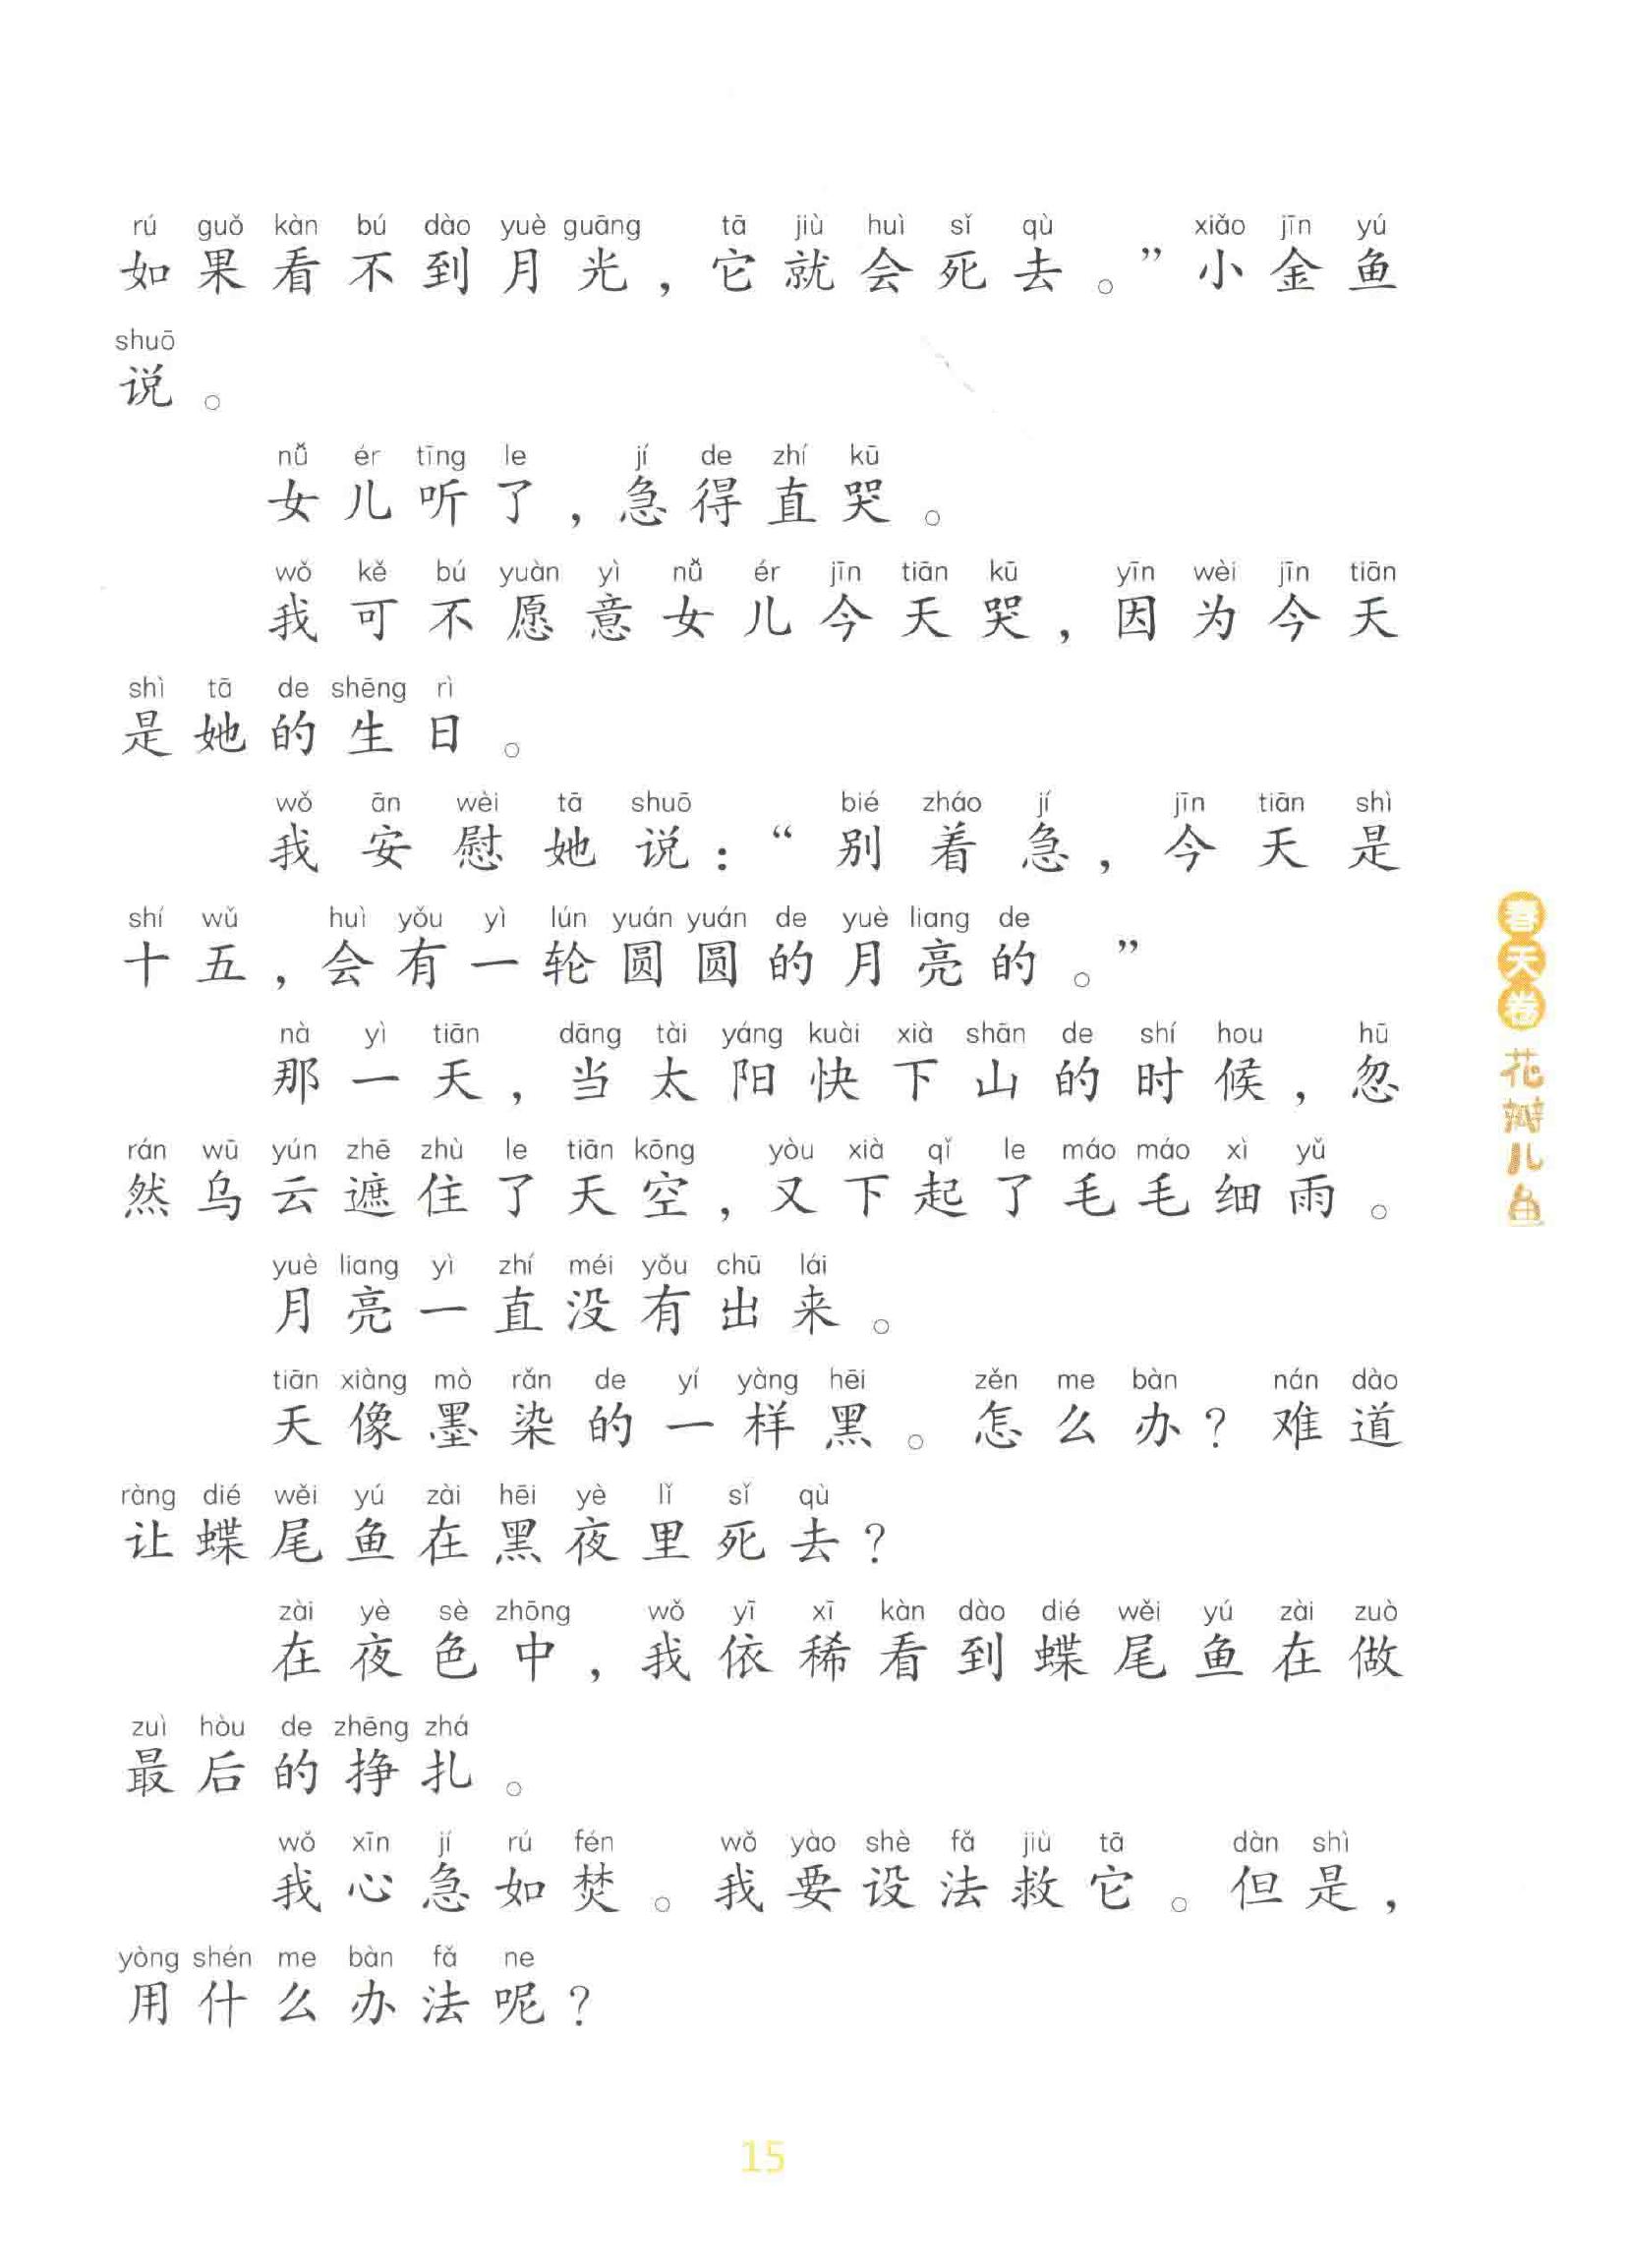 rú guǒ kàn bú dào yuè guāng tā jiù huì sǐ qù xiǎo jīn yú
如果看不到月光，它就会死去。”小金鱼
shuō
说。
nǚ ér tīng le jí de zhí kū
女儿听了，急得直哭。
wǒ kě bú yuàn yì nǚ ér jīn tiān kū yīn wèi jīn tiān
我可不愿意女儿今天哭，因为今天
shì tā de shēng rì
是她的生日。
wǒ ān wèi tā shuō bié zháo jí jīn tiān shì
我安慰她说：“别着急，今天是
shí wǔ huì yǒu yì lún yuán yuán de yuè liang de
十五，会有一轮圆圆的月亮的。”
nà yì tiān dāng tài yáng kuài xià shān de shí hou hū
那一天，当太阳快下山的时候，忽
rán wū yún zhē zhù le tiān kōng yòu xià qǐ le máo máo xì yǔ
然乌云遮住了天空，又下起了毛毛细雨。
yuè liang yì zhí méi yǒu chū lái
月亮一直没有出来。
tiān xiàng mò rǎn de yí yàng hēi zěn me bàn nán dào
天像墨染的一样黑。怎么办？难道
ràng dié wěi yú zài hēi yè lǐ sǐ qù
让蝶尾鱼在黑夜里死去？
zài yè sè zhōng wǒ yī xī kàn dào dié wěi yú zài zuò
在夜色中，我依稀看到蝶尾鱼在做
zuì hòu de zhēng zhá
最后的挣扎。
wǒ xīn jí rú fén wǒ yào shè fǎ jiù tā dàn shì
我心急如焚。我要设法救它。但是，
yòng shén me bàn fǎ ne
用什么办法呢？
春天卷
花瓣儿鱼
15